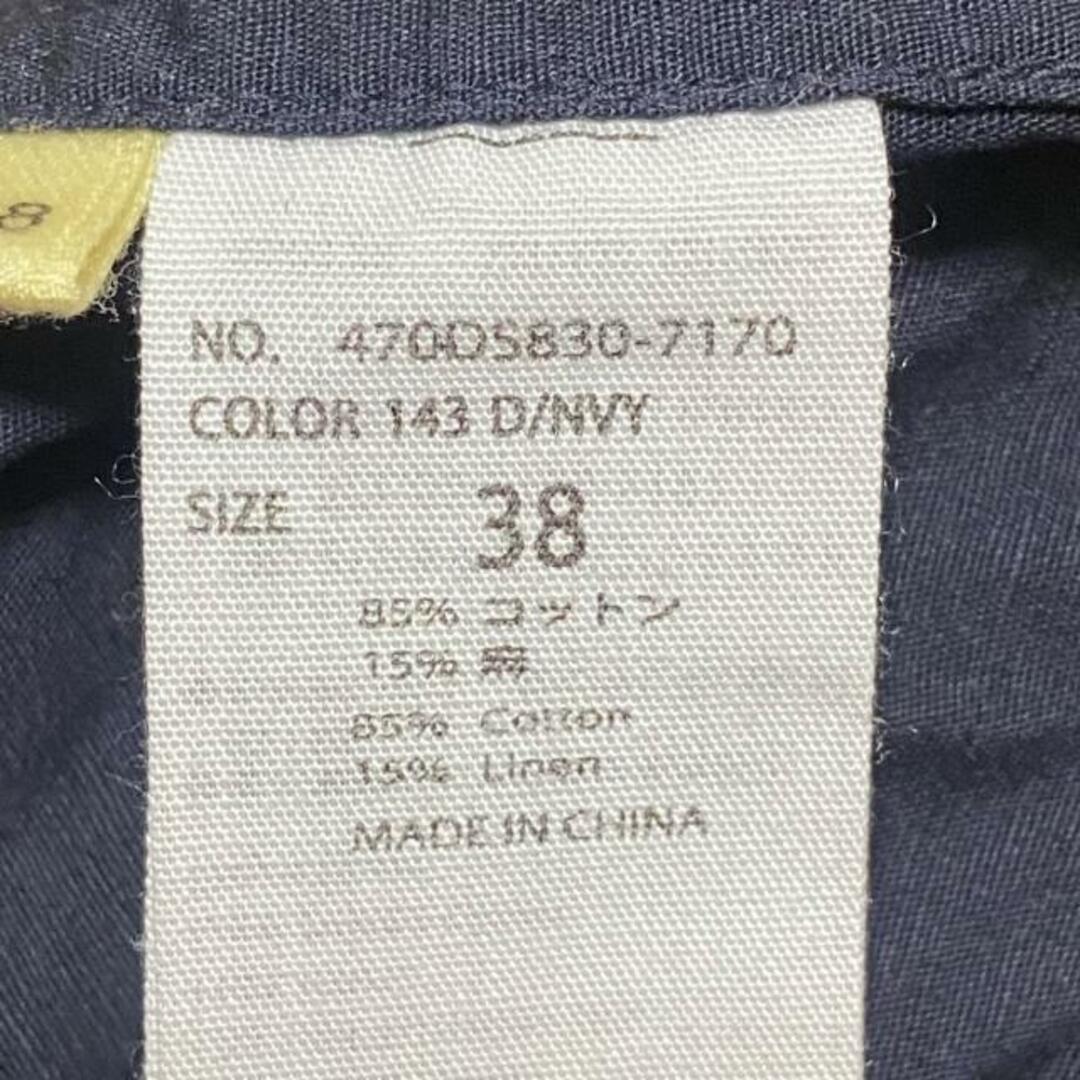 8
NO. 470DS830-7170
COLOR 143 D/NVY
SIZE 38
85% コットン
15% 麻
85% Cotton
15% Linen
MADE IN CHINA